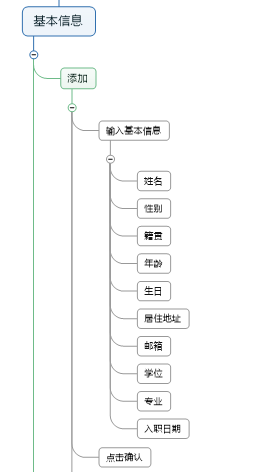 基本信息
添加
输入基本信息
姓名
性别
籍贯
年龄
生日
居住地址
邮箱
学位
专业
入职日期
点击确认